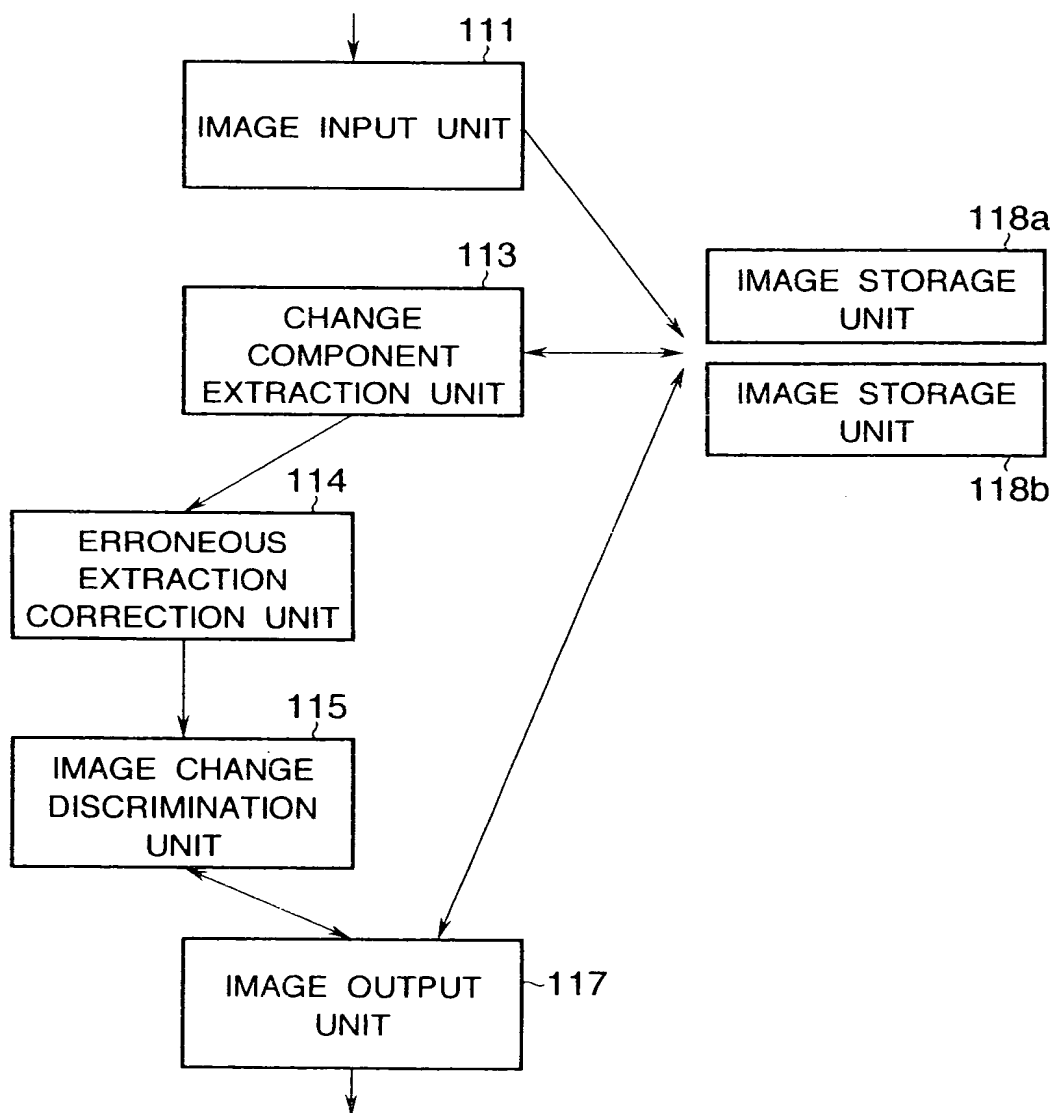 111
IMAGE INPUT UNIT
118a
IMAGE STORAGE
UNIT
113
CHANGE
COMPONENT
EXTRACTION UNIT
IMAGE STORAGE
UNIT
118b
114
ERRONEOUS
EXTRACTION
CORRECTION UNIT
115
IMAGE CHANGE
DISCRIMINATION
UNIT
IMAGE OUTPUT
UNIT
117